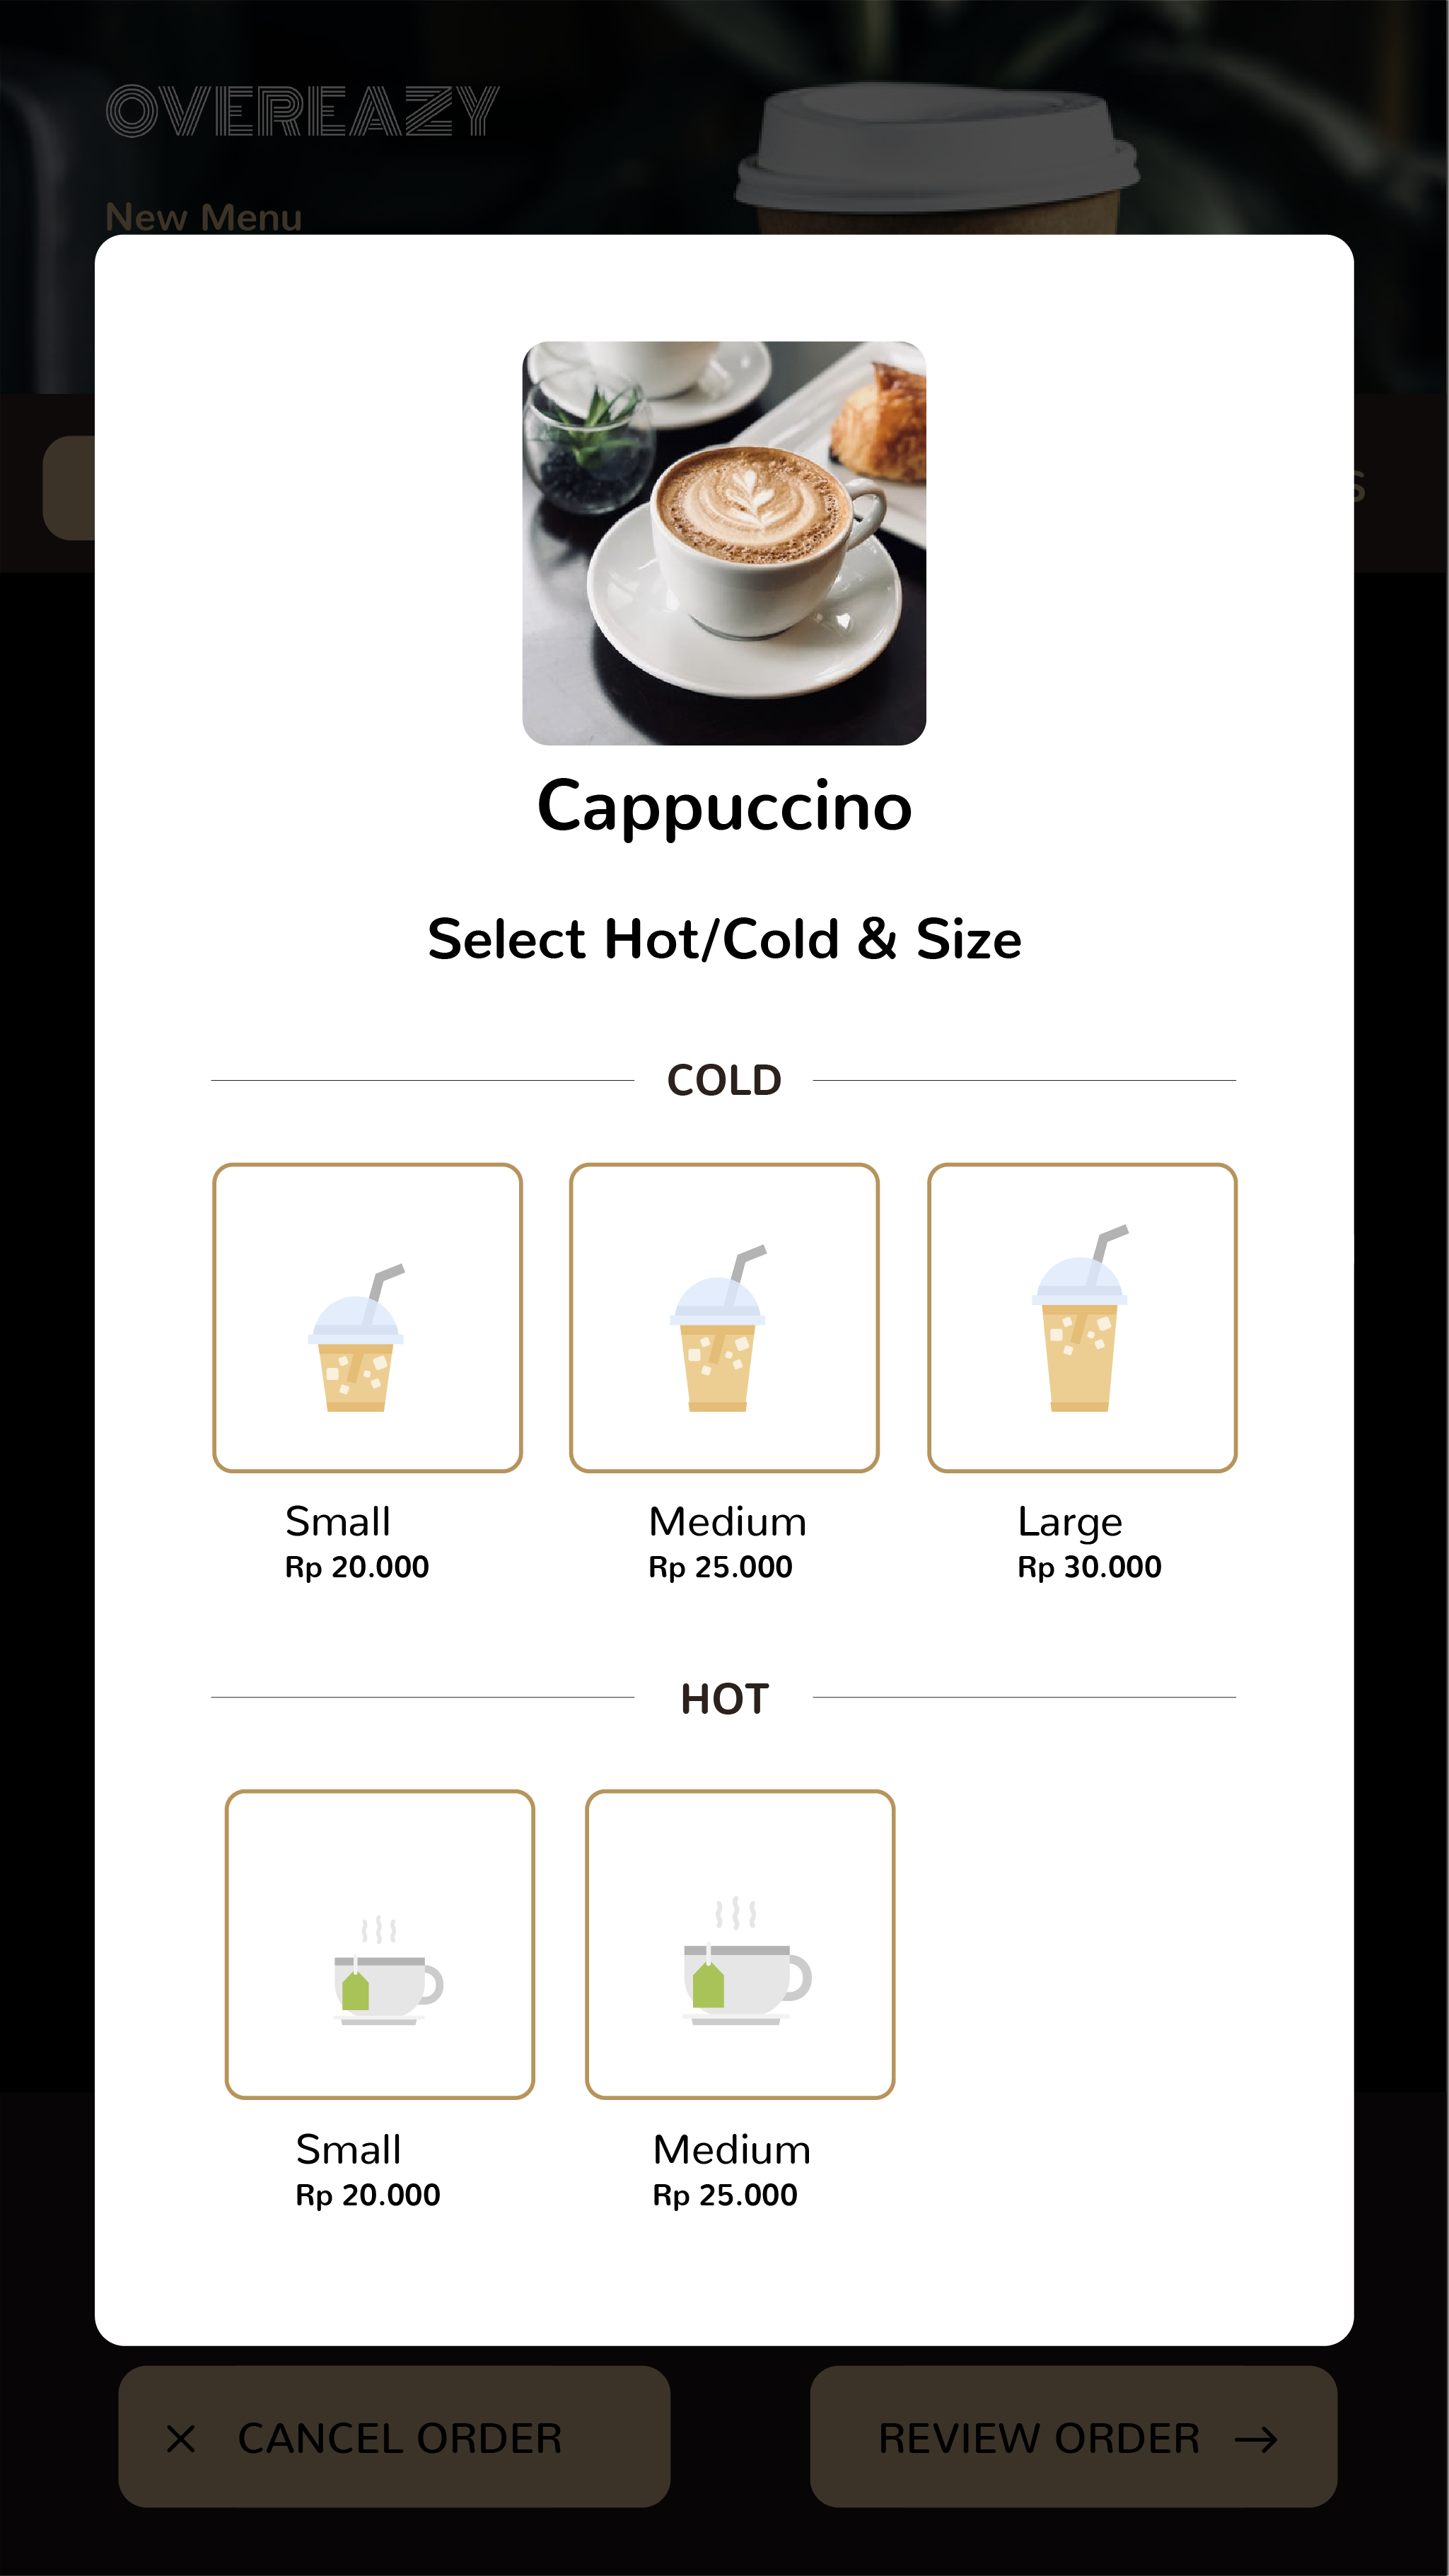 OVEREAZY
New Menu
Cappuccino
Select Hot/Cold & Size
COLD
Small
Rp 20.000
Medium
Rp 25.000
Large
Rp 30.000
HOT
Small
Rp 20.000
Medium
Rp 25.000
CANCEL ORDER
REVIEW ORDER